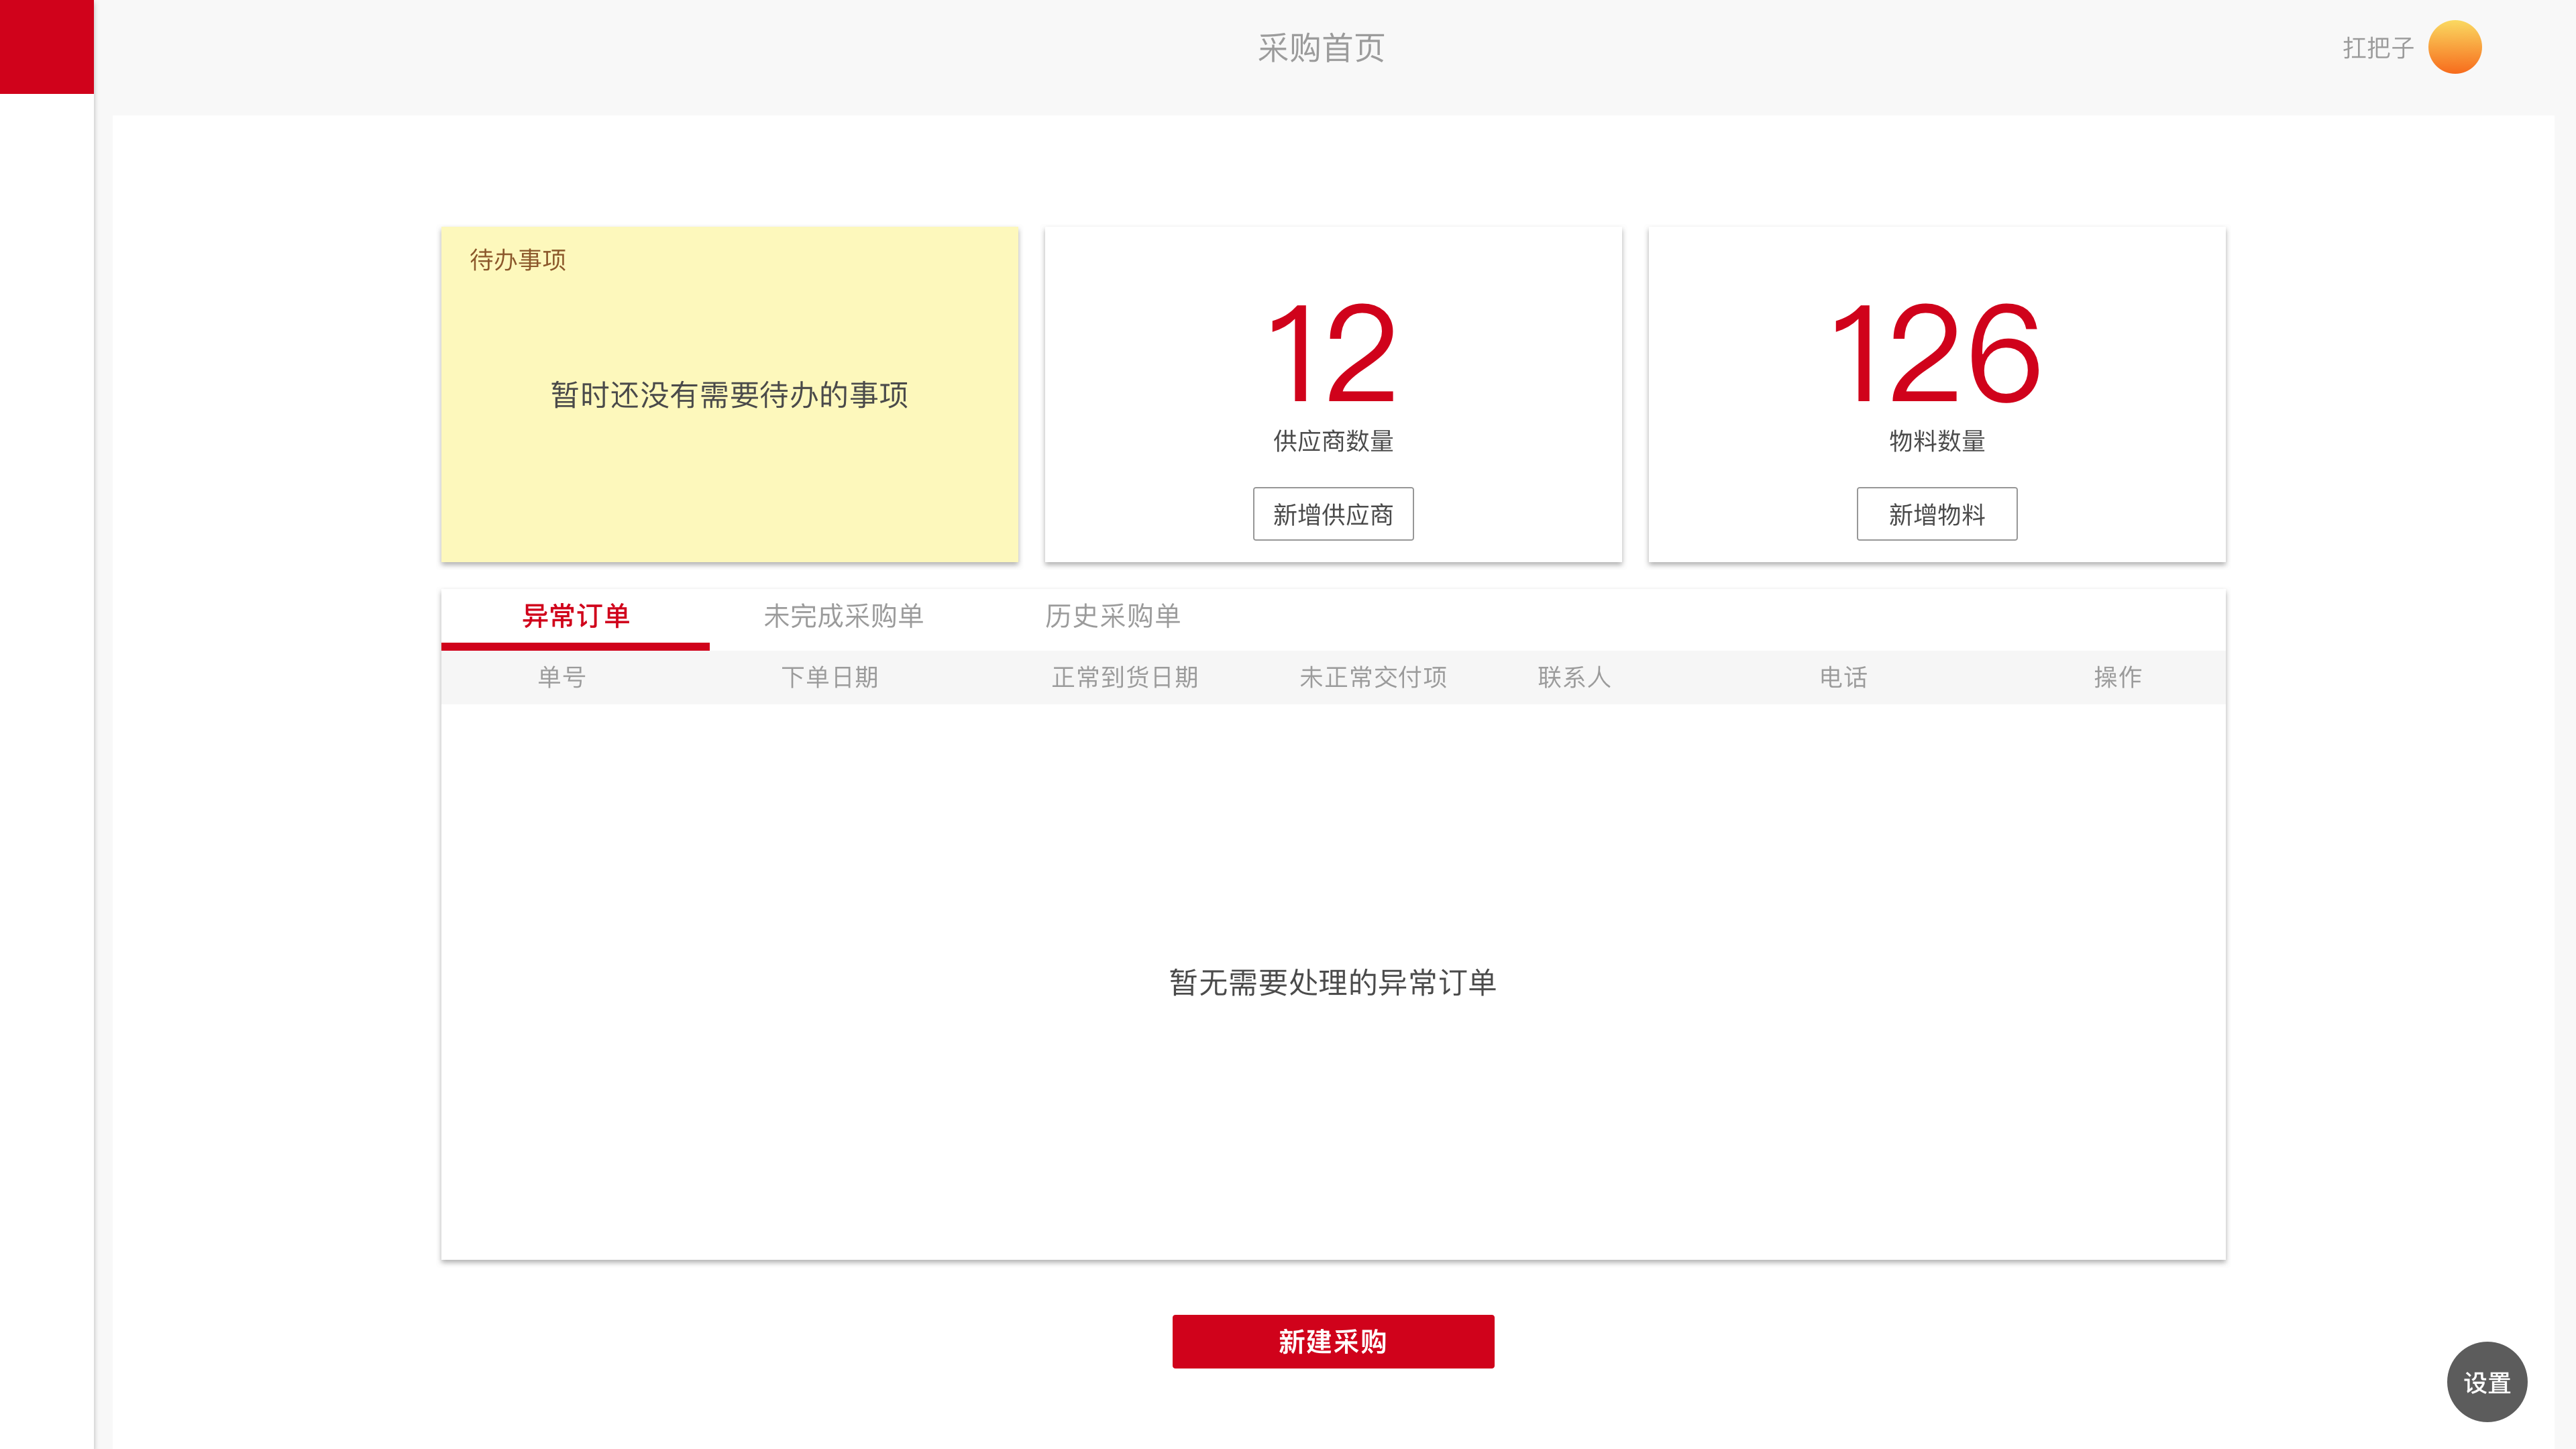 采购首页
扛把子
待办事项
暂时还没有需要待办的事项
12
供应商数量
新增供应商
126
物料数量
新增物料
异常订单 未完成采购单 历史采购单
单号 下单日期 正常到货日期 未正常交付项 联系人 电话 操作
暂无需要处理的异常订单
新建采购
设置